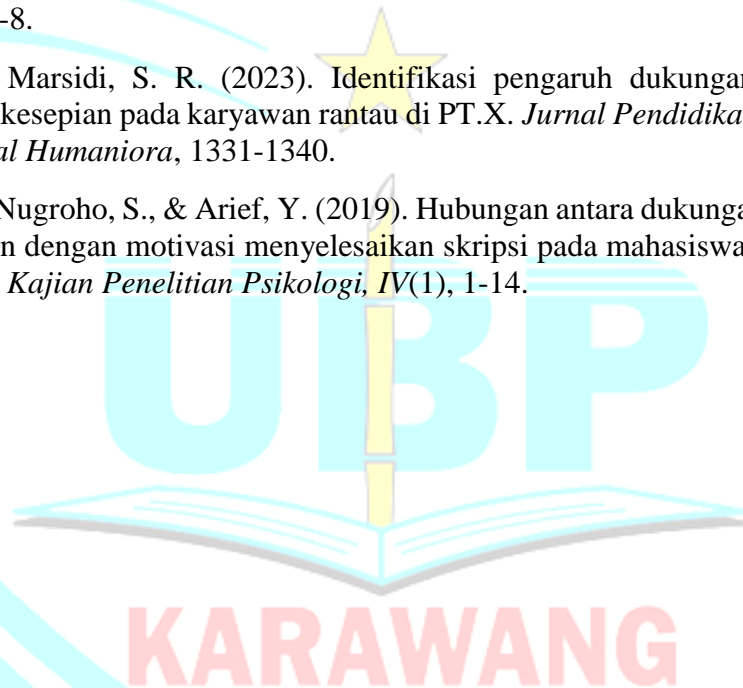 -8.
Marsidi, S. R. (2023). Identifikasi pengaruh dukungan
kesepian pada karyawan rantau di PT.X. Jurnal Pendidika
al Humaniora, 1331-1340.
Nugroho, S., & Arief, Y. (2019). Hubungan antara dukunga
n dengan motivasi menyelesaikan skripsi pada mahasiswa
Kajian Penelitian Psikologi, IV(1), 1-14.
UBP
KARAWANG